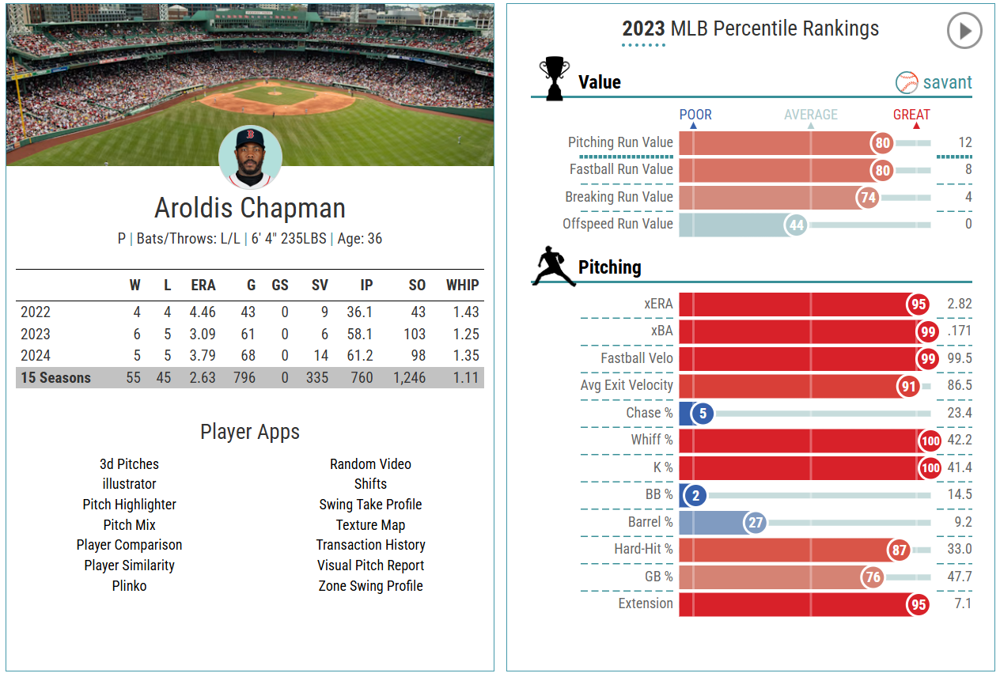 Aroldis Chapman
P | Bats/Throws: L/L | 6' 4" 235LBS | Age: 36
W L ERA G GS SV IP SO WHIP
2022 4 4 4.46 43 0 9 36.1 43 1.43
2023 6 5 3.09 61 0 6 58.1 103 1.25
2024 5 5 3.79 68 0 14 61.2 98 1.35
15 Seasons 55 45 2.63 796 0 335 760 1,246 1.11
Player Apps
3d Pitches Random Video
illustrator Shifts
Pitch Highlighter Swing Take Profile
Pitch Mix Texture Map
Player Comparison Transaction History
Player Similarity Visual Pitch Report
Plinko Zone Swing Profile
2023 MLB Percentile Rankings
Value savant
POOR AVERAGE GREAT
Pitching Run Value 80 12
Fastball Run Value 80 8
Breaking Run Value 74 4
Offspeed Run Value 44 0
Pitching
xERA 95 2.82
xBA 99 .171
Fastball Velo 99 99.5
Avg Exit Velocity 91 86.5
Chase % 5 23.4
Whiff % 100 42.2
K % 100 41.4
BB % 2 14.5
Barrel % 27 9.2
Hard-Hit % 87 33.0
GB % 76 47.7
Extension 95 7.1